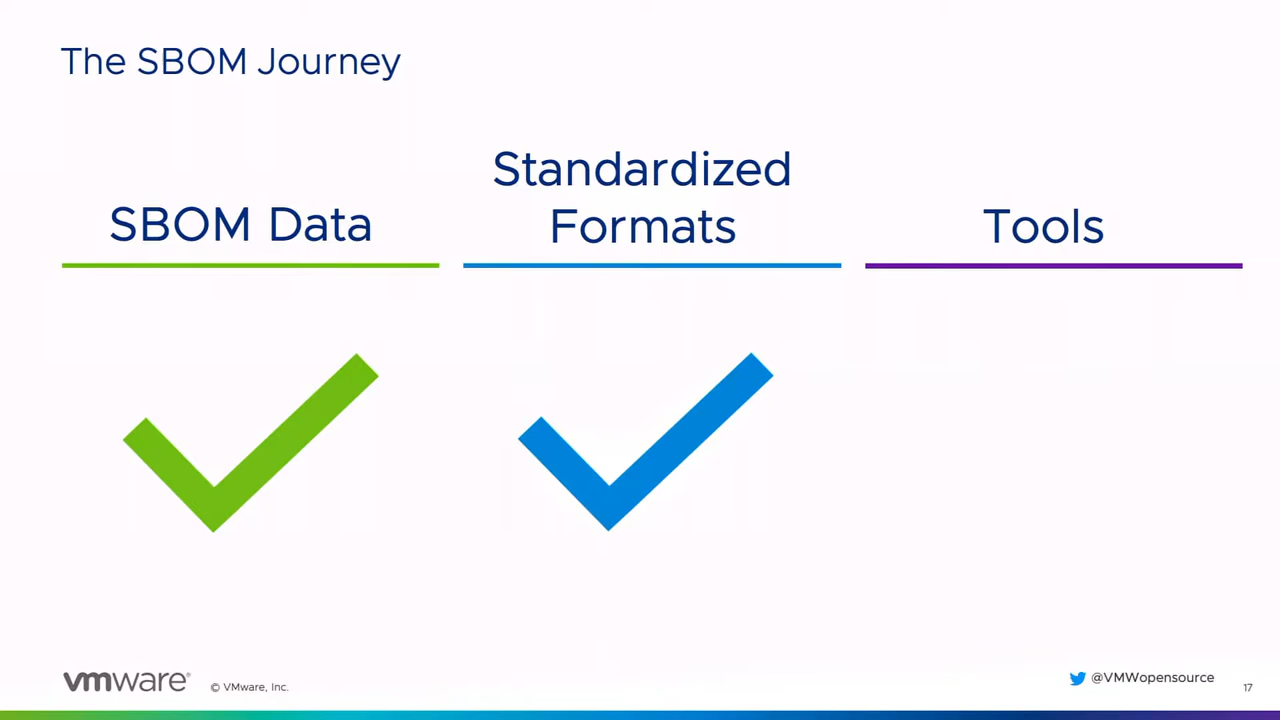 The SBOM Journey
SBOM Data
Standardized
Formats
Tools
vmware®
© VMware, Inc.
@VMWopensource
17